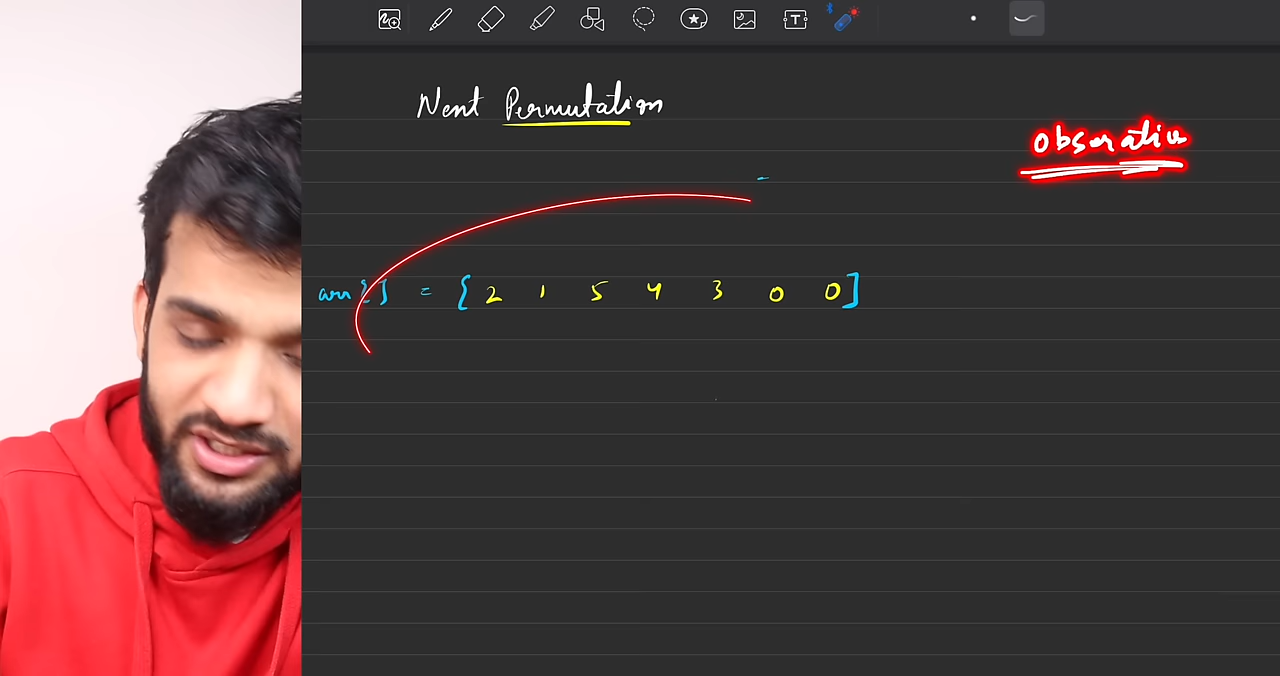 Next Permutation
Observation
arr[] = [2 1 5 4 3 0 0]